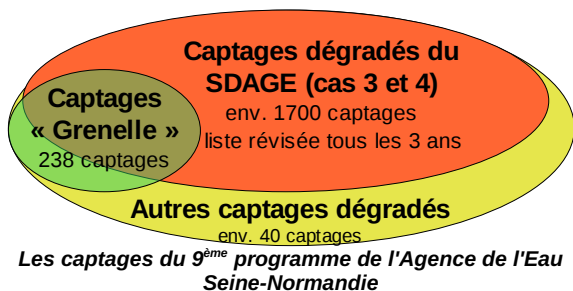 Captages dégradés du
SDAGE (cas 3 et 4)
env. 1700 captages
liste révisée tous les 3 ans
Captages
« Grenelle »
238 captages
Autres captages dégradés
env. 40 captages
Les captages du 9ème programme de l'Agence de l'Eau
Seine-Normandie